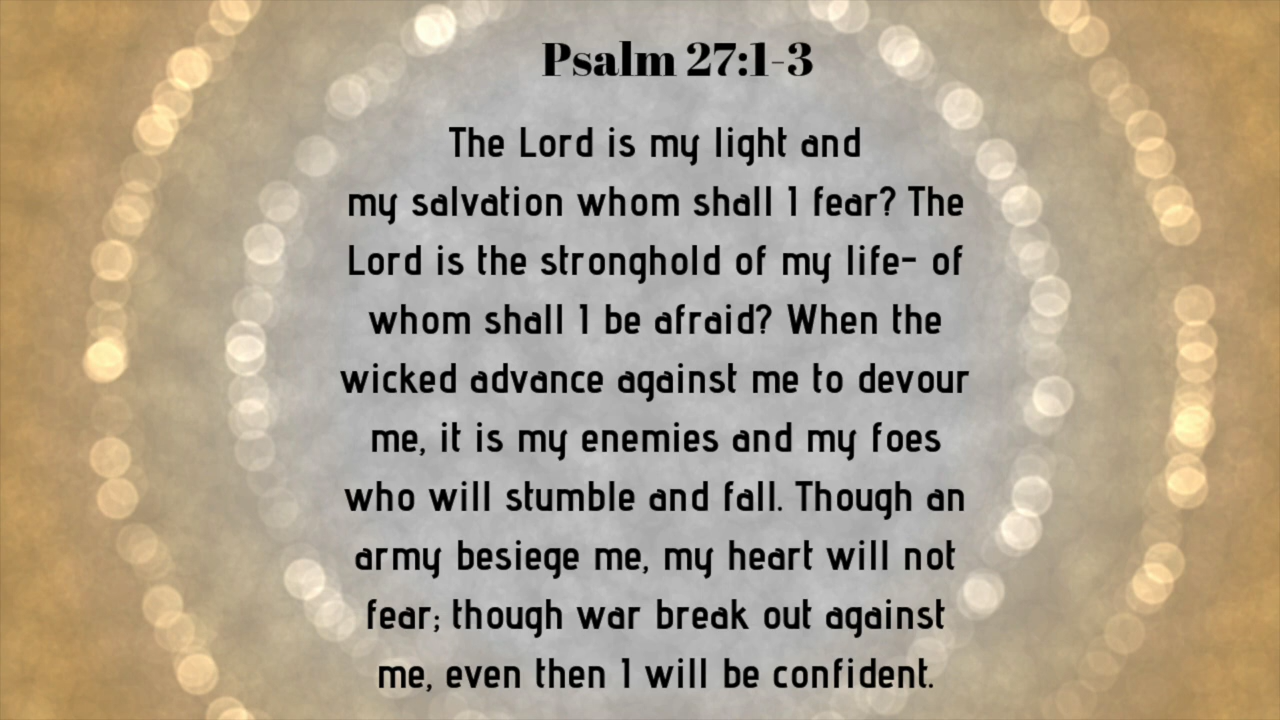 Psalm 27:1-3
The Lord is my light and
my salvation whom shall I fear? The
Lord is the stronghold of my life- of
whom shall I be afraid? When the
wicked advance against me to devour
me, it is my enemies and my foes
who will stumble and fall. Though an
army besiege me, my heart will not
fear; though war break out against
me, even then I will be confident.